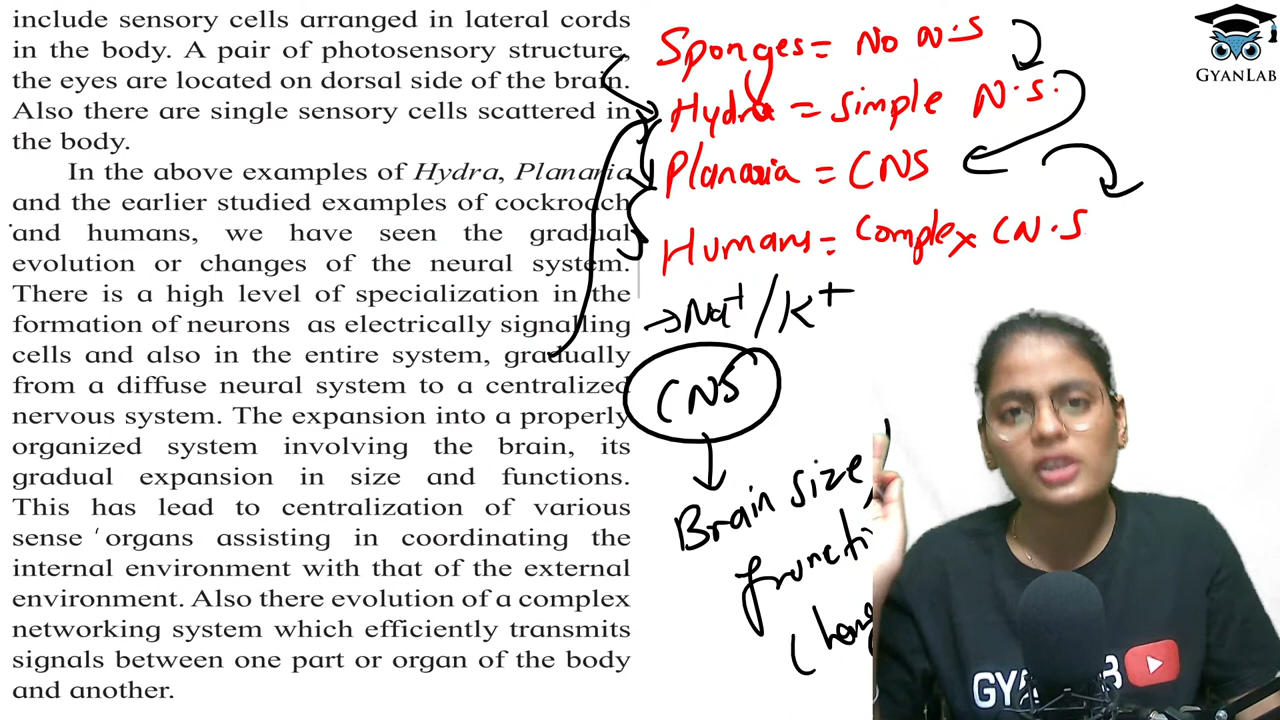 include sensory cells arranged in lateral cords
in the body. A pair of photosensory structure,
the eyes are located on dorsal side of the brain.
Also there are single sensory cells scattered in
the body.
In the above examples of Hydra, Planaria
and the earlier studied examples of cockroach
and humans, we have seen the gradual
evolution or changes of the neural system.
There is a high level of specialization in the
formation of neurons as electrically signalling
cells and also in the entire system, gradually
from a diffuse neural system to a centralized
nervous system. The expansion into a properly
organized system involving the brain, its
gradual expansion in size and functions.
This has lead to centralization of various
sense ' organs assisting in coordinating the
internal environment with that of the external
environment. Also there evolution of a complex
networking system which efficiently transmits
signals between one part or organ of the body
and another.
Sponges = No N.S
Hydra = simple N.S.
Planaria = CNS
Humans = Complex CN.S
→ Na+ / K+
CNS
Brain size
GYANLAB
GYA B